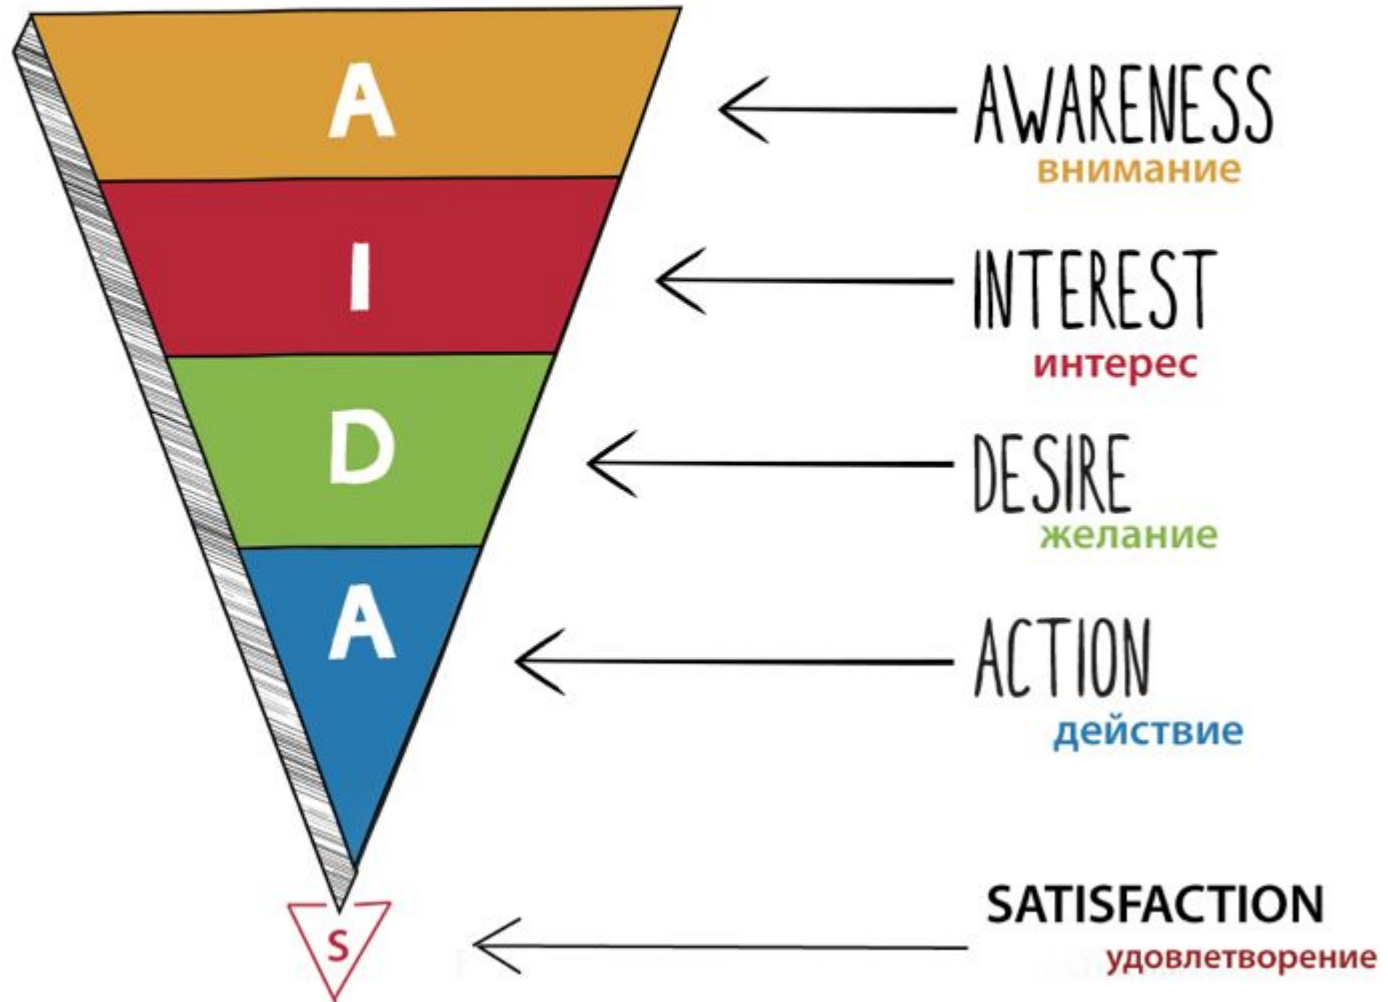 A
AWARENESS
внимание
I
INTEREST
интерес
D
DESIRE
желание
A
ACTION
действие
S
SATISFACTION
удовлетворение